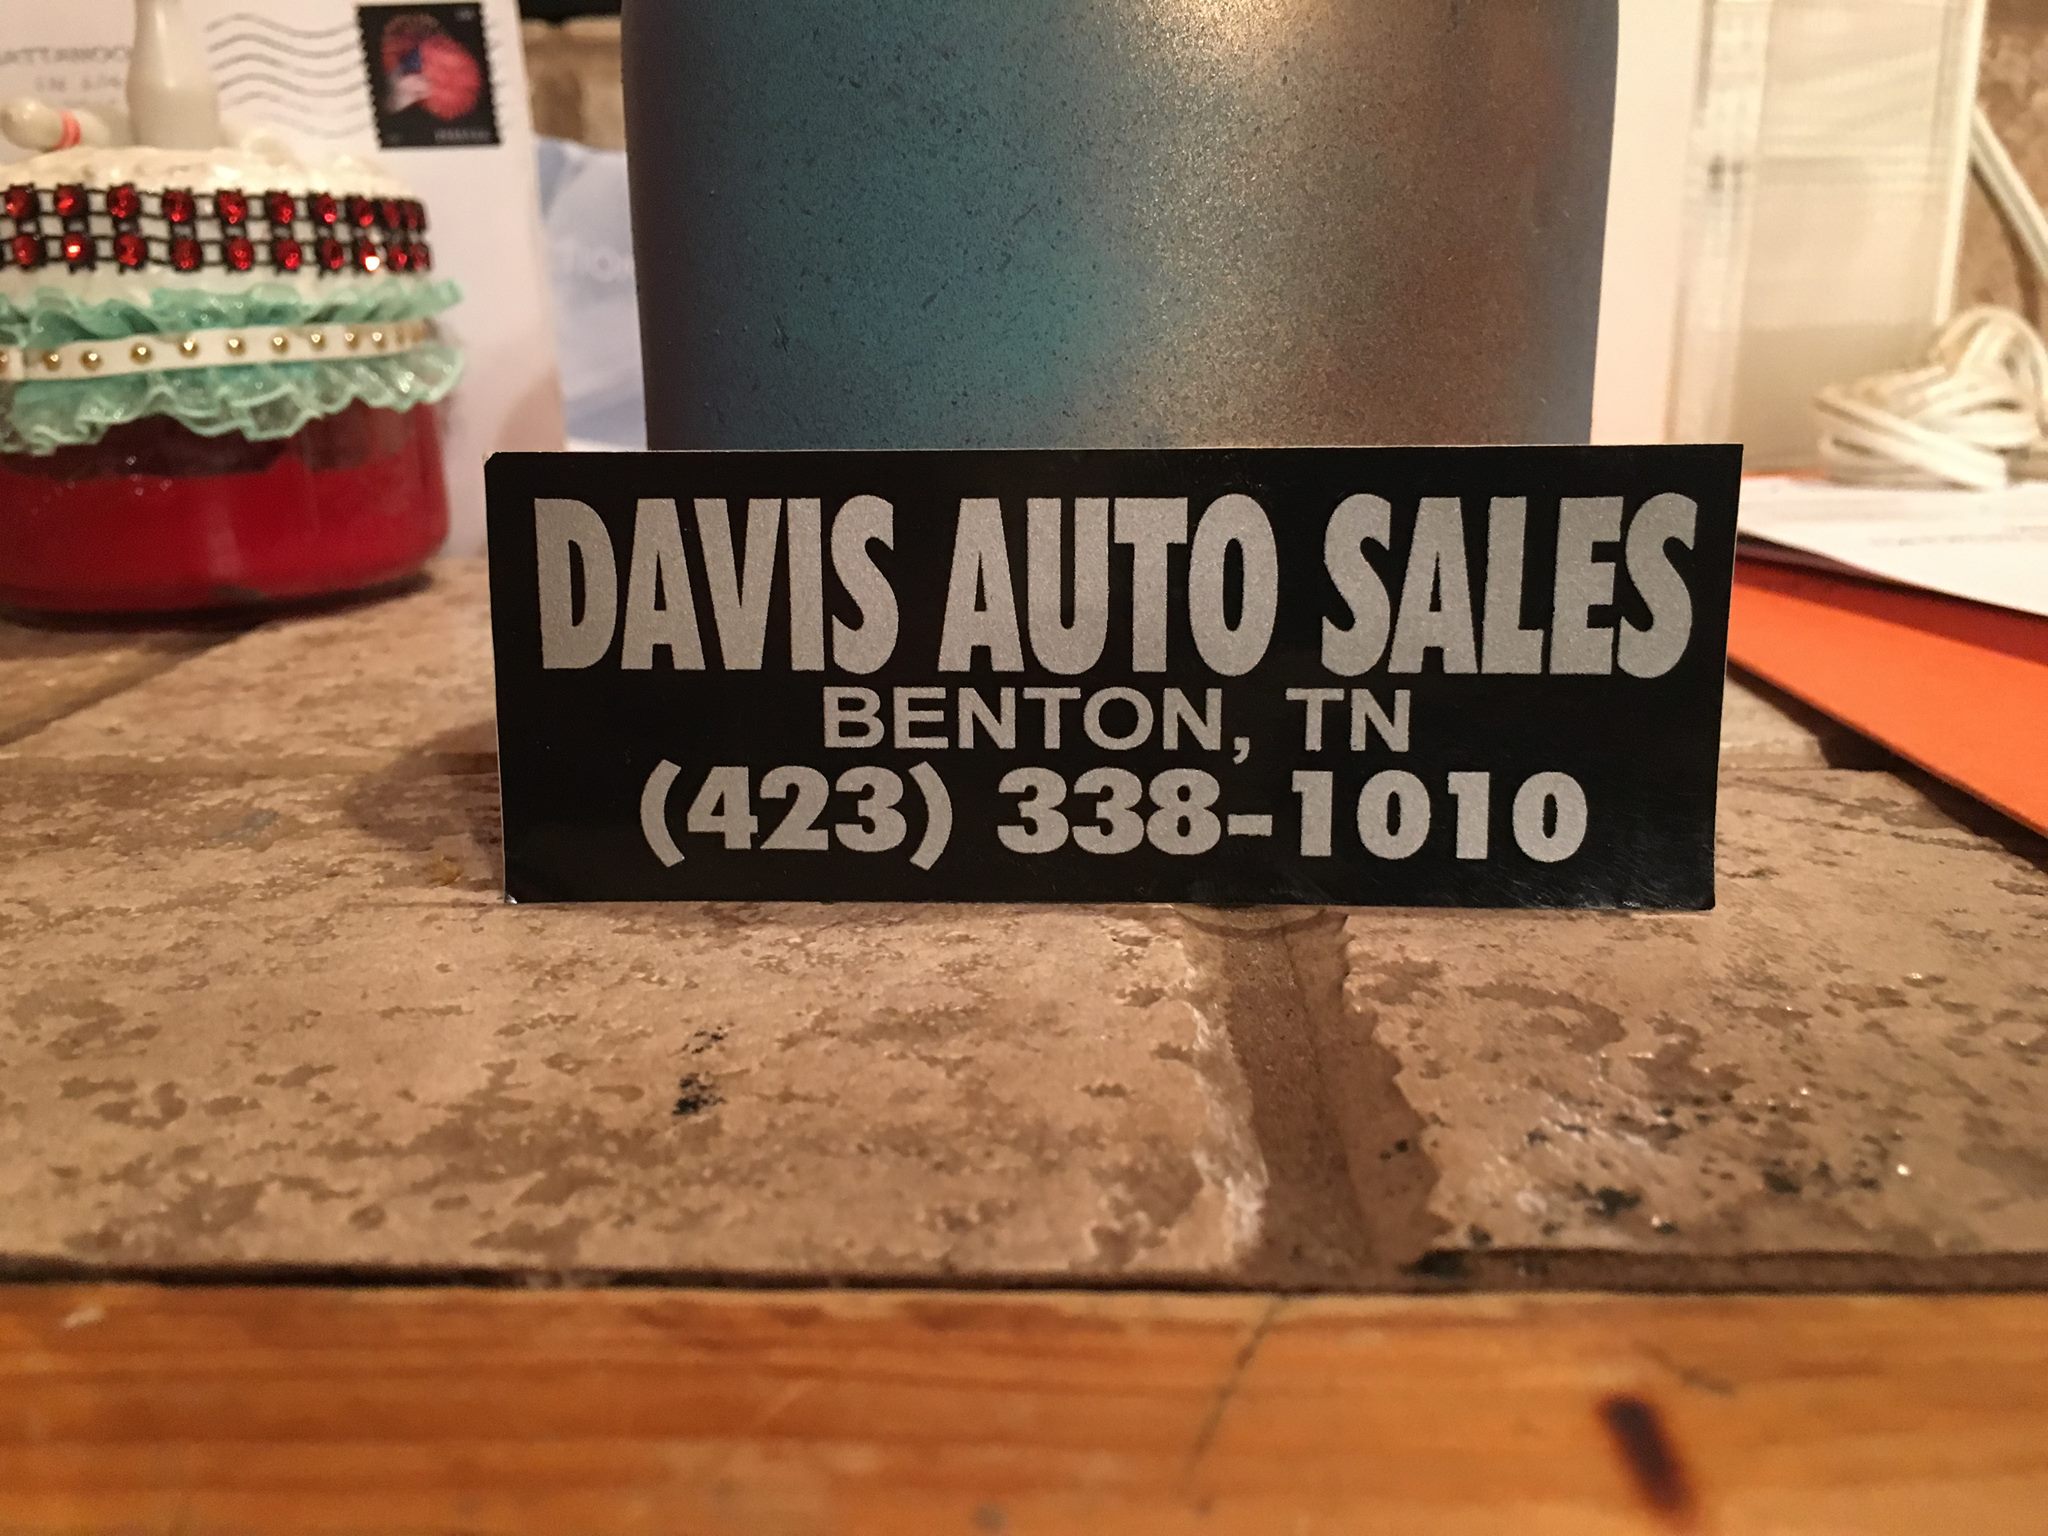 DAVIS AUTO SALES
BENTON, TN
(423) 338-1010